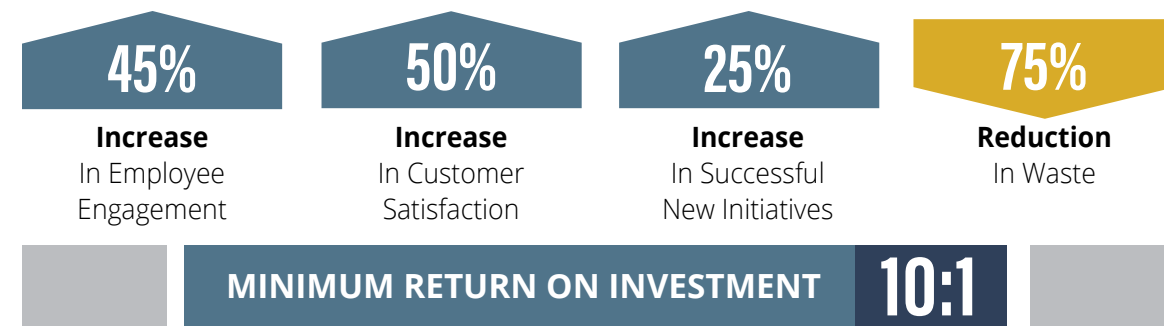 45%
Increase
In Employee
Engagement
50%
Increase
In Customer
Satisfaction
25%
Increase
In Successful
New Initiatives
75%
Reduction
In Waste
MINIMUM RETURN ON INVESTMENT 10:1